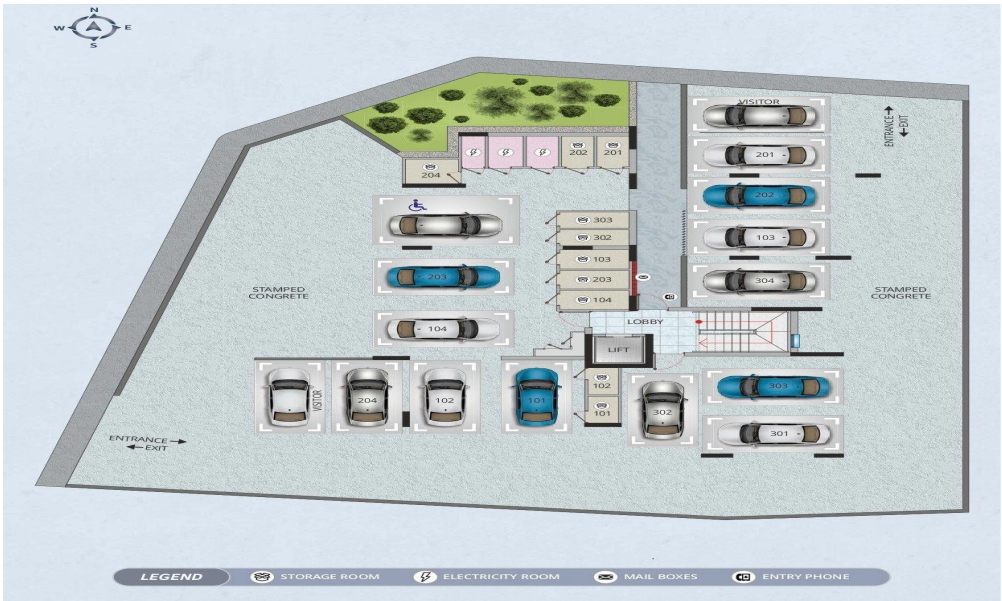 N
W E
S
VISITOR
ENTRANCE
EXIT
201
202
103
304
202
201
204
303
302
103
203
104
203
104
STAMPED
CONCRETE
STAMPED
CONCRETE
LOBBY
LIFT
VISITOR
204
102
101
102
101
302
303
301
ENTRANCE
EXIT
LEGEND
STORAGE ROOM
ELECTRICITY ROOM
MAIL BOXES
ENTRY PHONE